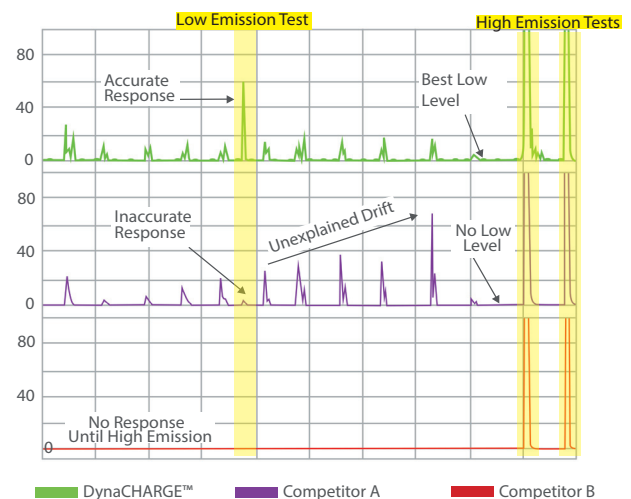 Low Emission Test
High Emission Tests
80
Accurate
Response
Best Low
Level
40
0
80
Inaccurate
Response
Unexplained Drift
No Low
Level
40
0
80
40
No Response
Until High Emission
0
DynaCHARGE™
Competitor A
Competitor B